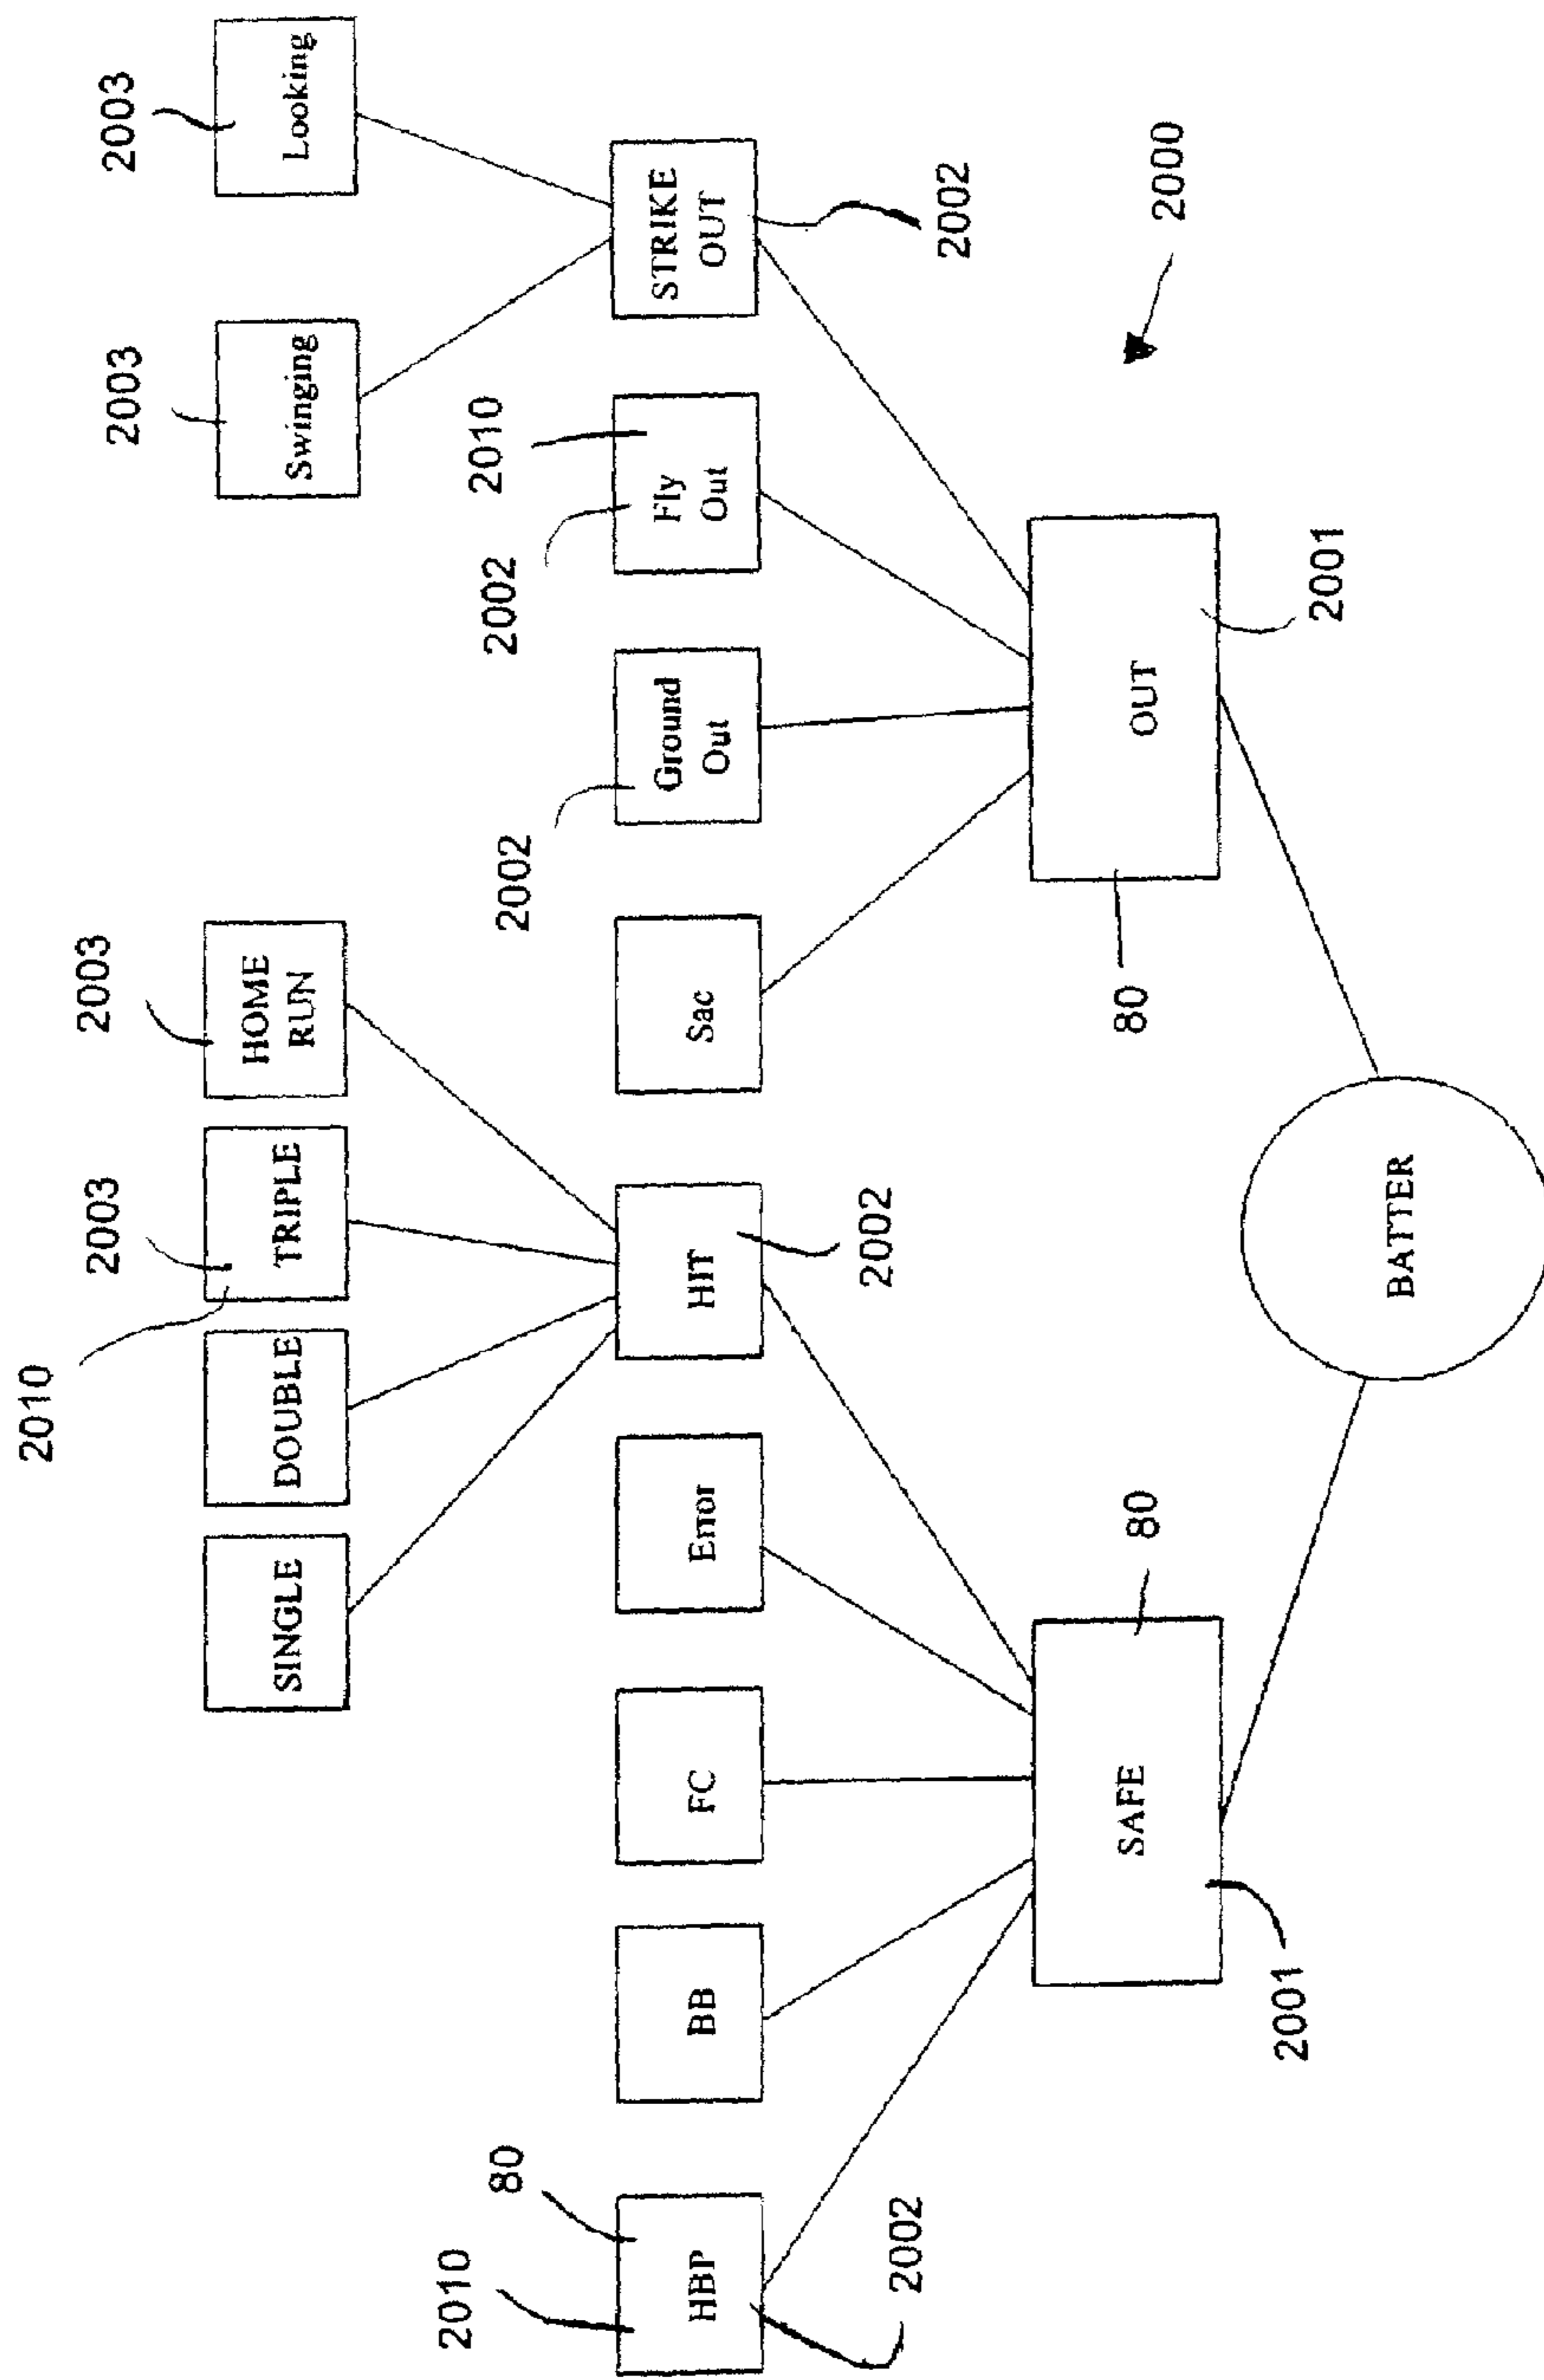 2010
2003
2003
2003
2003
SINGLE
DOUBLE
TRIPLE
HOME
RUN
Swinging
Looking
2010
80
2002
2002
2010
HBP
BB
FC
Error
HIT
Sac
Ground
Out
Fly
Out
STRIKE
OUT
2002
2002
2002
SAFE
80
80
OUT
2000
2001
2001
BATTER